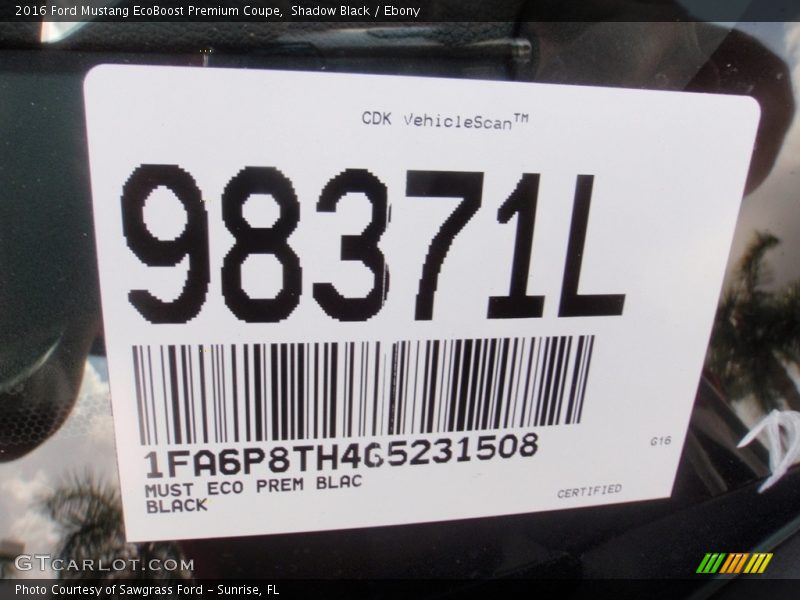 2016 Ford Mustang EcoBoost Premium Coupe,  Shadow Black / Ebony
CDK VehicleScan™
98371L
1FA6P8TH4G5231508
MUST ECO PREM BLAC
BLACK
G16
CERTIFIED
GTCARLOT.COM
Photo Courtesy of Sawgrass Ford – Sunrise, FL